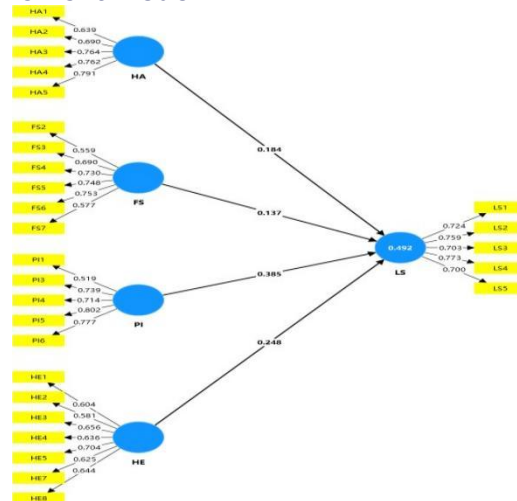 HA1
0.639
HA2
0.690
HA3
0.764
HA4
0.762
HA5
0.791
HA
0.184
FS2
0.559
FS3
0.690
FS4
0.730
FS5
0.748
FS6
0.753
FS7
0.577
FS
0.137
PI1
0.519
PI3
0.739
PI4
0.714
PI5
0.802
PI6
0.777
PI
0.385
HE1
0.604
HE2
0.581
HE3
0.656
HE4
0.636
HE5
0.704
HE7
0.625
HE8
0.644
HE
0.248
0.492
LS
LS1
0.724
LS2
0.759
LS3
0.703
LS4
0.773
LS5
0.700